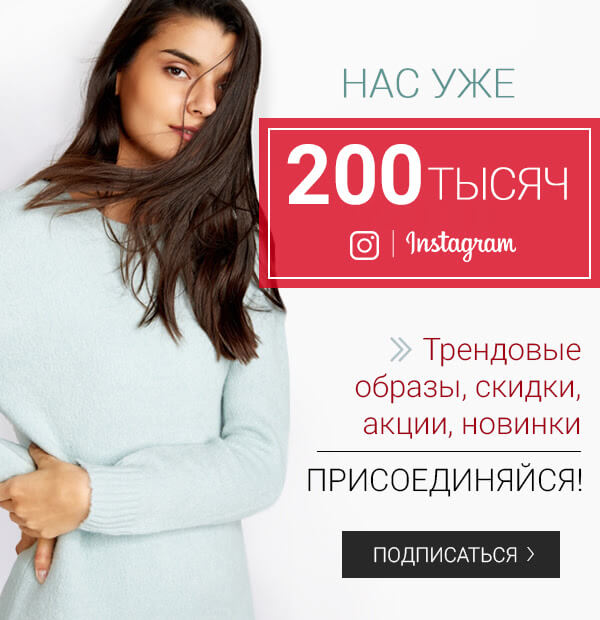 НАС УЖЕ
200 ТЫСЯЧ
Instagram
Трендовые
образы, скидки,
акции, новинки
ПРИСОЕДИНЯЙСЯ!
ПОДПИСАТЬСЯ